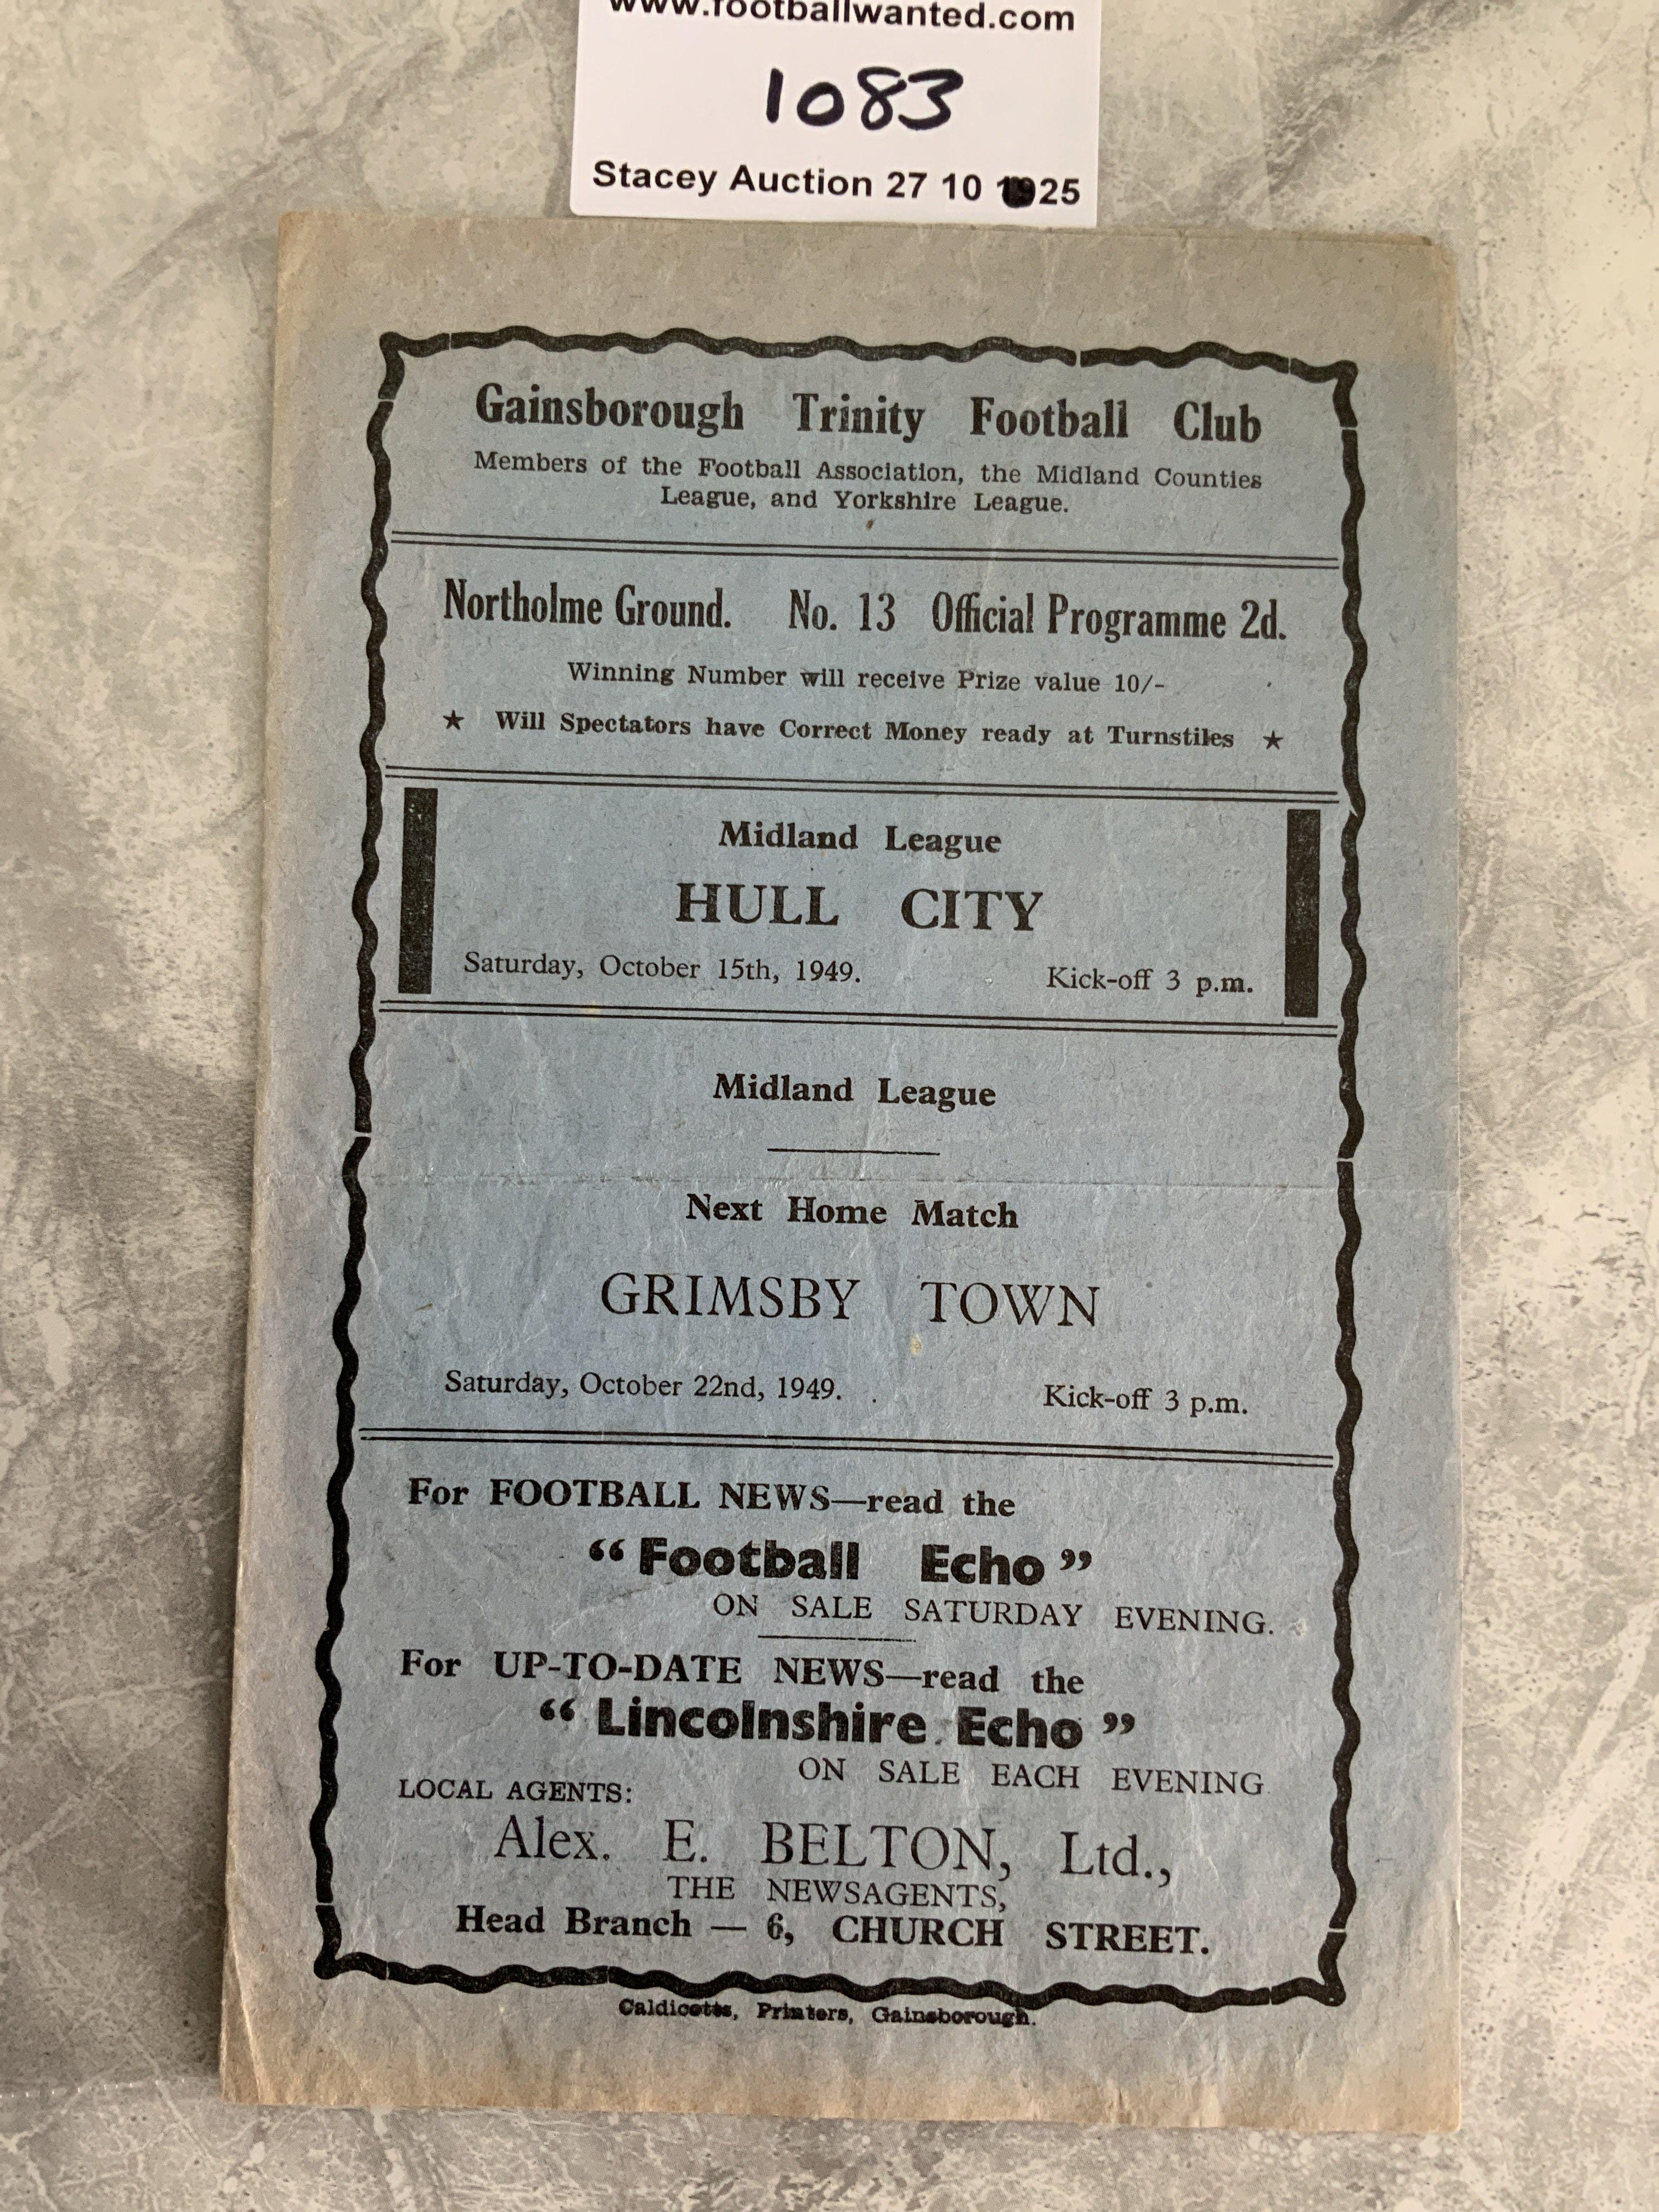 www.footballwanted.com
1083
Stacey Auction 27 10 1925
Gainsborough Trinity Football Club
Members of the Football Association, the Midland Counties
League, and Yorkshire League.
Northolme Ground. No. 13 Official Programme 2d.
Winning Number will receive Prize value 10/-
★ Will Spectators have Correct Money ready at Turnstiles ★
Midland League
HULL CITY
Saturday, October 15th, 1949. Kick-off 3 p.m.
Midland League
Next Home Match
GRIMSBY TOWN
Saturday, October 22nd, 1949. Kick-off 3 p.m.
For FOOTBALL NEWS—read the
“Football Echo”
ON SALE SATURDAY EVENING.
For UP-TO-DATE NEWS—read the
“Lincolnshire Echo”
ON SALE EACH EVENING
LOCAL AGENTS:
Alex. E. BELTON, Ltd.,
THE NEWSAGENTS,
Head Branch — 6, CHURCH STREET.
Caldicotts, Printers, Gainsborough.